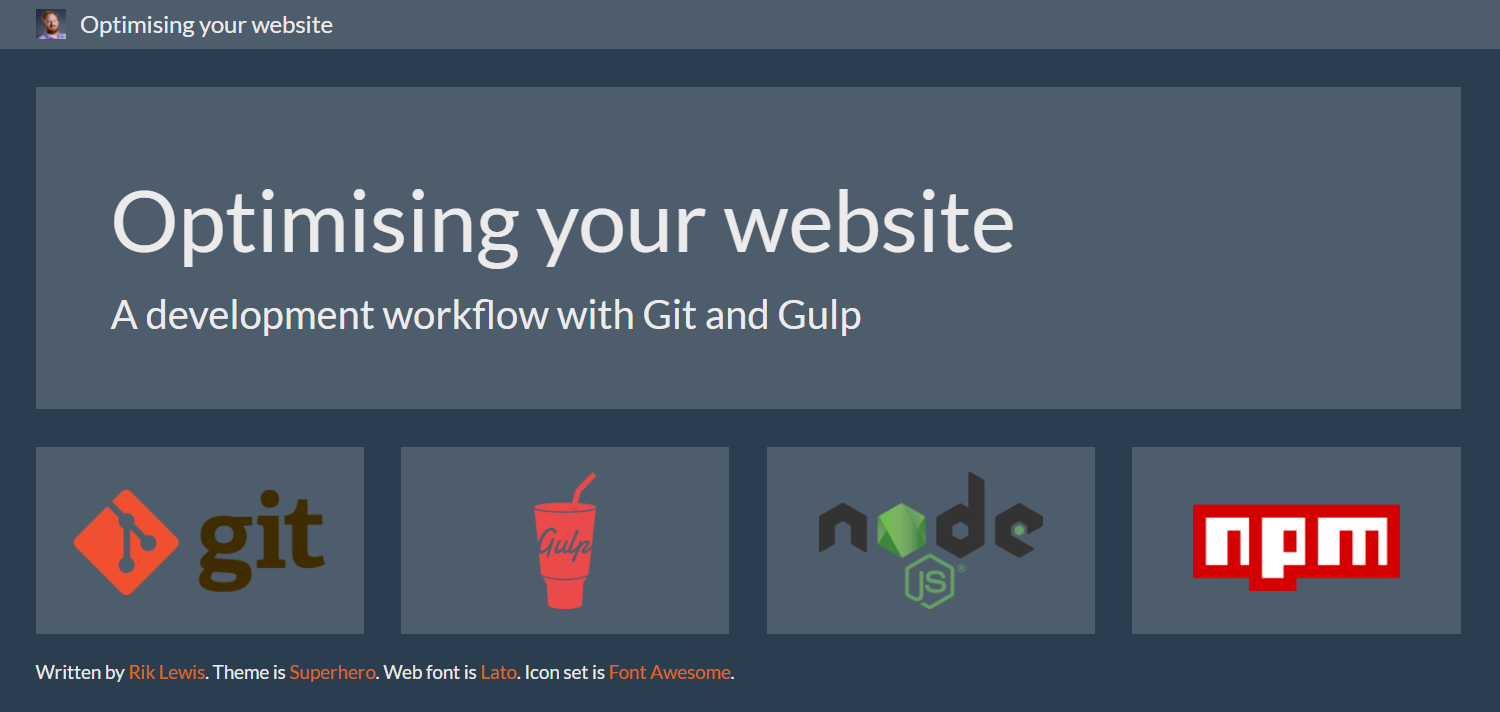 Optimising your website
Optimising your website
A development workflow with Git and Gulp
git
Gulp
node
JS®
npm
Written by Rik Lewis. Theme is Superhero. Web font is Lato. Icon set is Font Awesome.